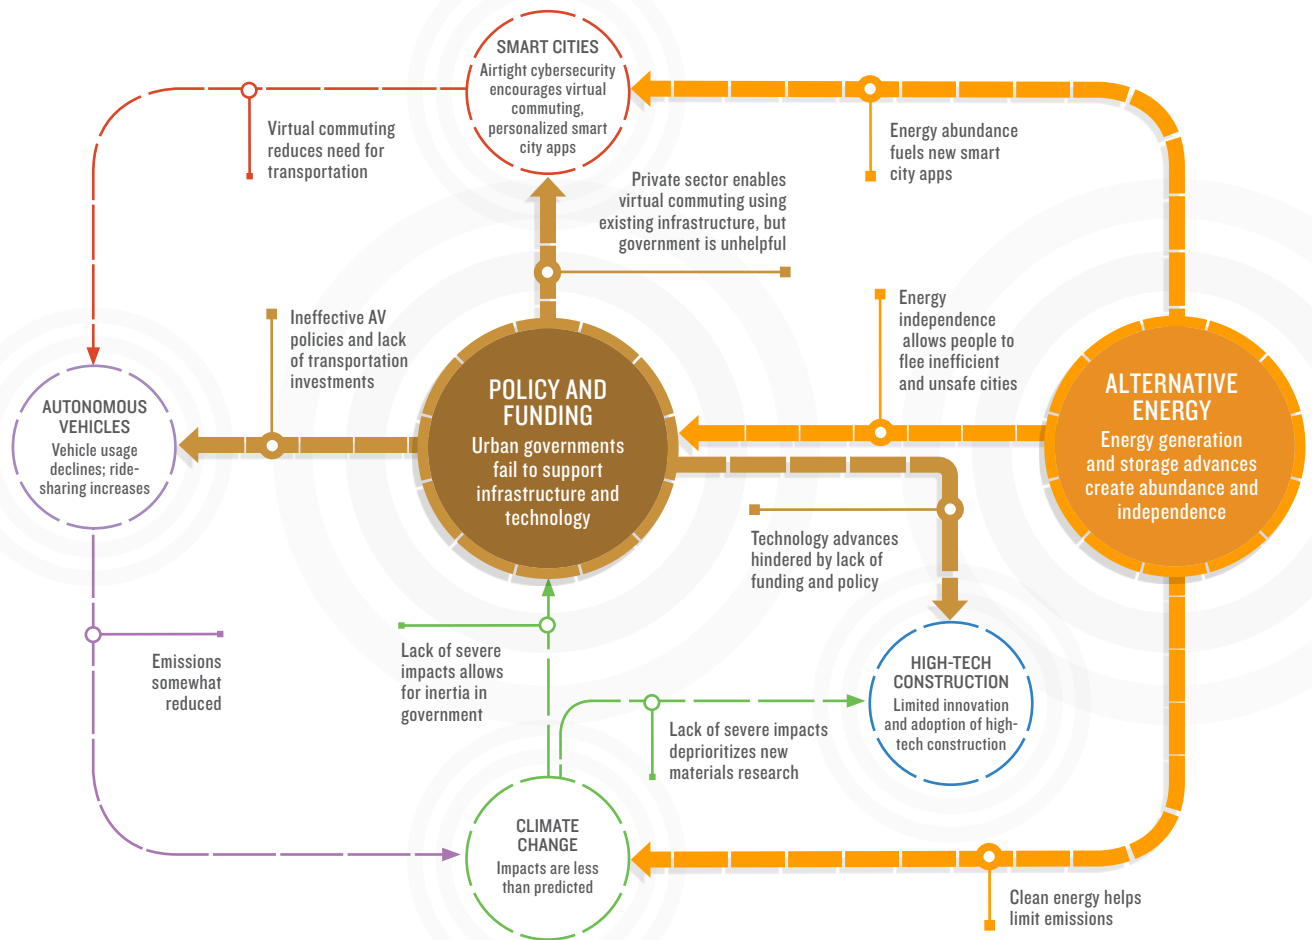 SMART CITIES
Airtight cybersecurity
encourages virtual
commuting,
personalized smart
city apps
Virtual commuting
reduces need for
transportation
Energy abundance
fuels new smart
city apps
Private sector enables
virtual commuting using
existing infrastructure, but
government is unhelpful
Ineffective AV
policies and lack
of transportation
investments
Energy
independence
allows people to
flee inefficient
and unsafe cities
AUTONOMOUS
VEHICLES
Vehicle usage
declines; ride-
sharing increases
POLICY AND
FUNDING
Urban governments
fail to support
infrastructure and
technology
ALTERNATIVE
ENERGY
Energy generation
and storage advances
create abundance and
independence
Technology advances
hindered by lack of
funding and policy
Emissions
somewhat
reduced
Lack of severe
impacts allows
for inertia in
government
HIGH-TECH
CONSTRUCTION
Limited innovation
and adoption of high-
tech construction
Lack of severe impacts
deprioritizes new
materials research
CLIMATE
CHANGE
Impacts are less
than predicted
Clean energy helps
limit emissions